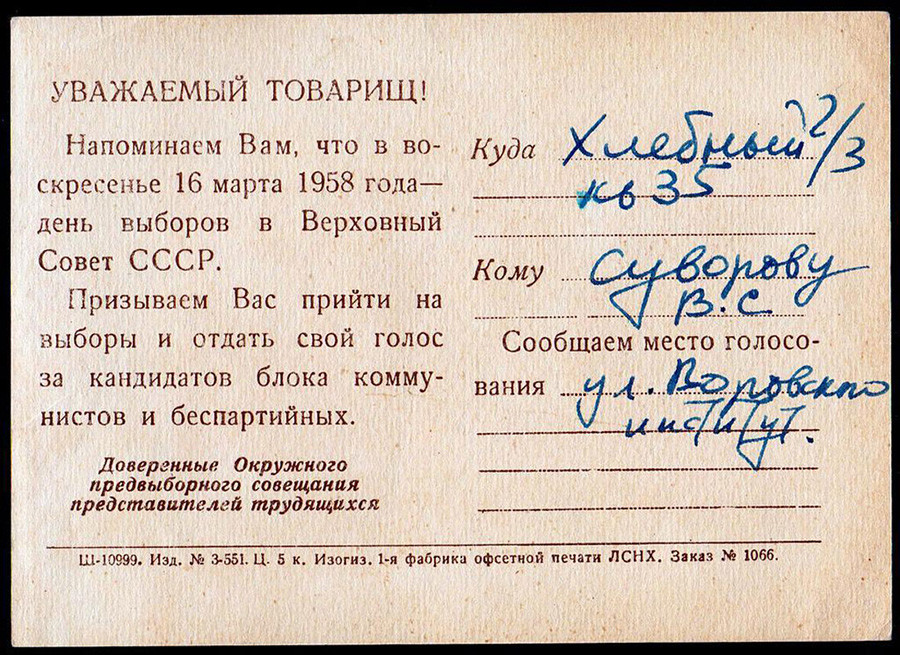 УВАЖАЕМЫЙ ТОВАРИЩ!
Напоминаем Вам, что в во-
скресенье 16 марта 1958 года—
день выборов в Верховный
Совет СССР.
Призываем Вас прийти на
выборы и отдать свой голос
за кандидатов блока комму-
нистов и беспартийных.
Доверенные Окружного
предвыборного совещания
представителей трудящихся
Куда Хлебный 2/3
кв 35
Кому Суворову
В.С
Сообщаем место голосо-
вания ул. Воровского
институт.
Ш-10999. Изд. № 3-551. Ц. 5 к. Изогиз. 1-я фабрика офсетной печати ЛСНХ. Заказ № 1066.